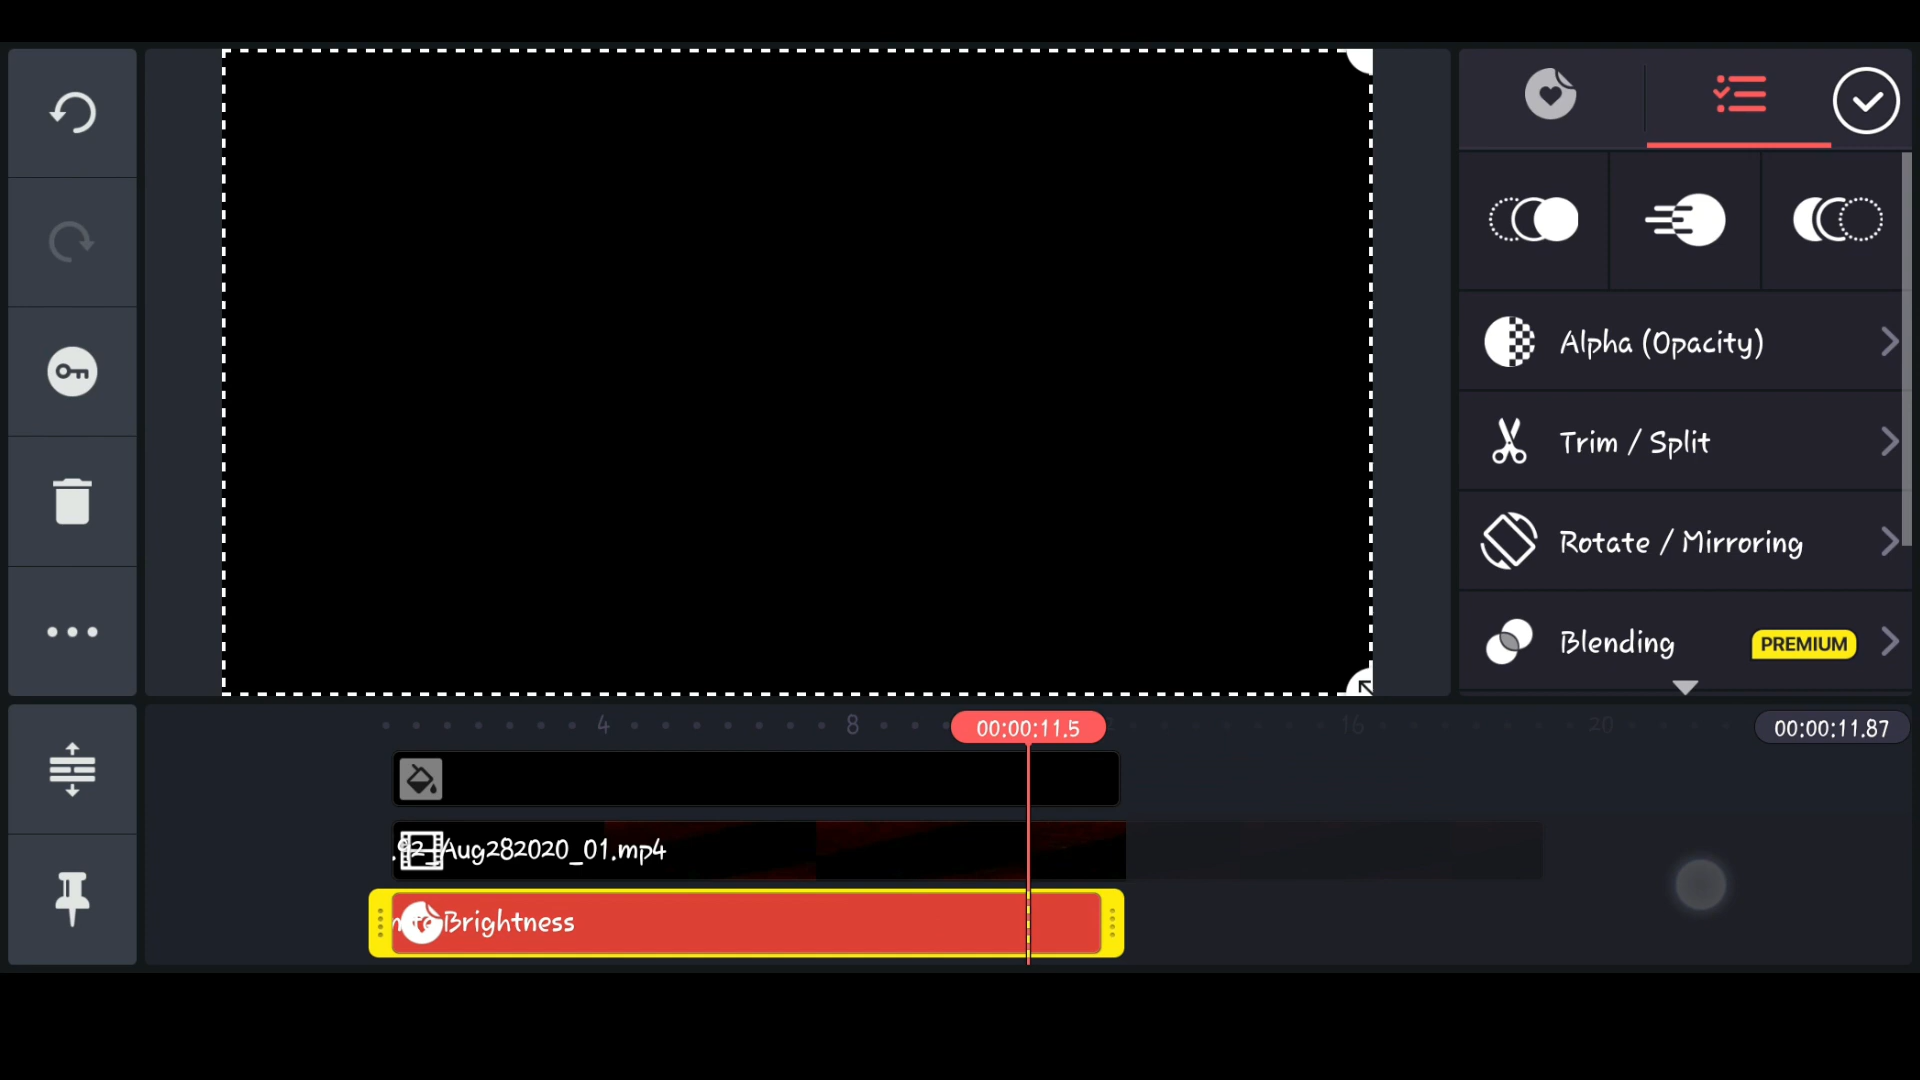 Alpha (Opacity)
Trim / Split
Rotate / Mirroring
Blending PREMIUM
4 8 16 20
00:00:11.5
00:00:11.87
Aug282020_01.mp4
Brightness